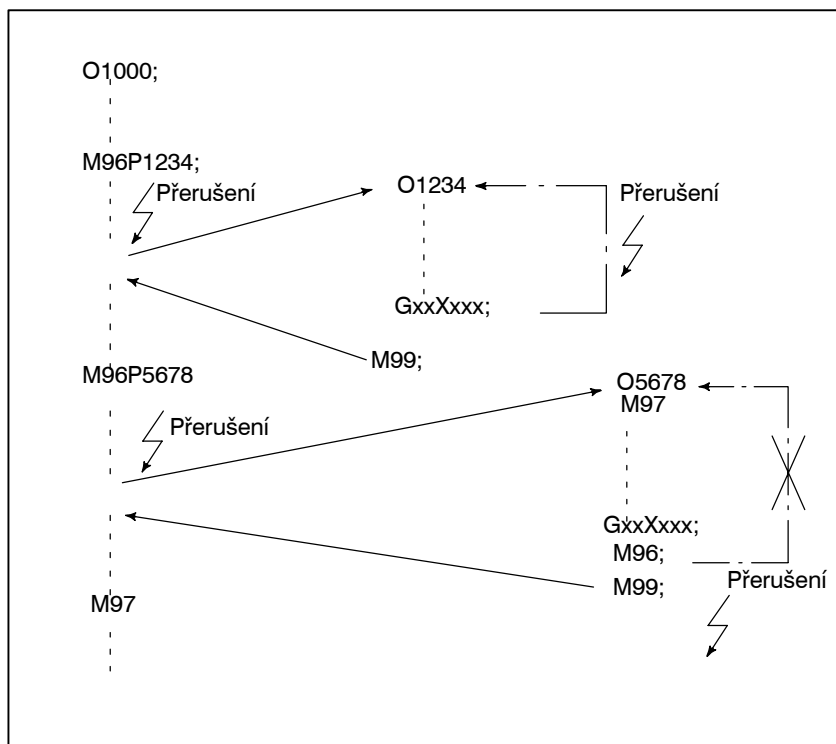 O1000;
M96P1234;
Přerušení
O1234
Přerušení
GxxXxxx;
M99;
M96P5678
O5678
M97
Přerušení
GxxXxxx;
M96;
M99;
Přerušení
M97